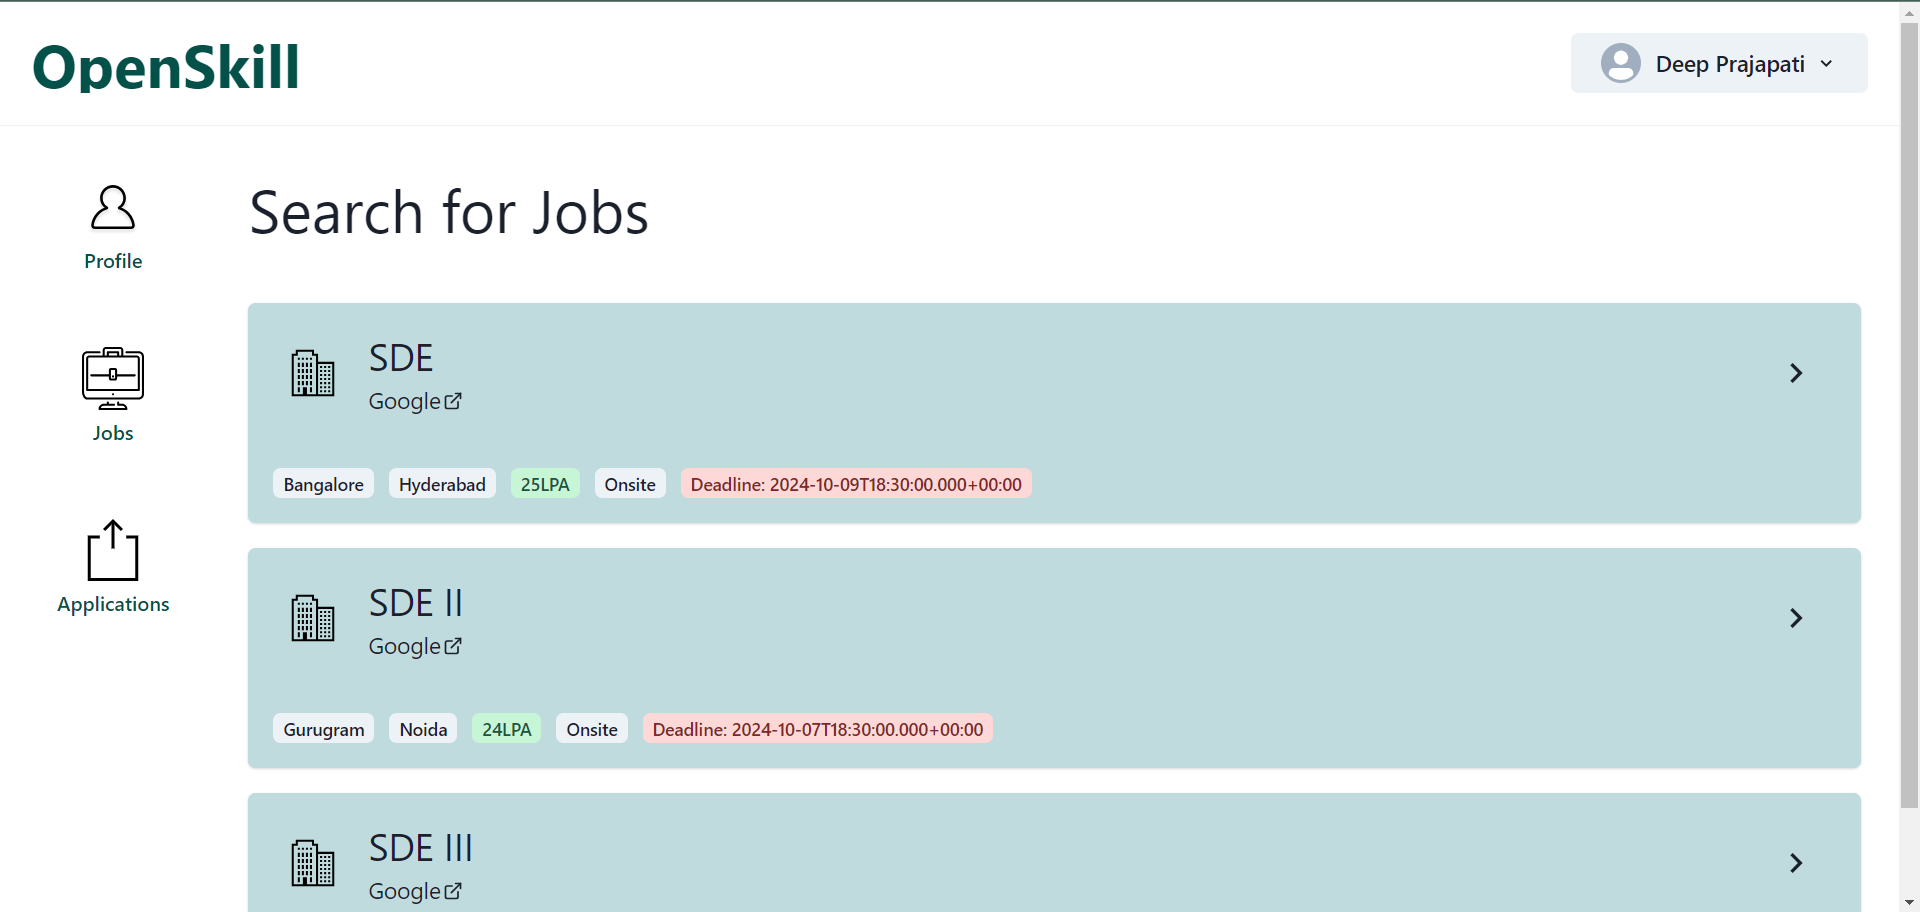 OpenSkill
Deep Prajapati
Profile
Jobs
Applications
Search for Jobs
SDE
Google
Bangalore Hyderabad 25LPA Onsite Deadline: 2024-10-09T18:30:00.000+00:00
SDE II
Google
Gurugram Noida 24LPA Onsite Deadline: 2024-10-07T18:30:00.000+00:00
SDE III
Google